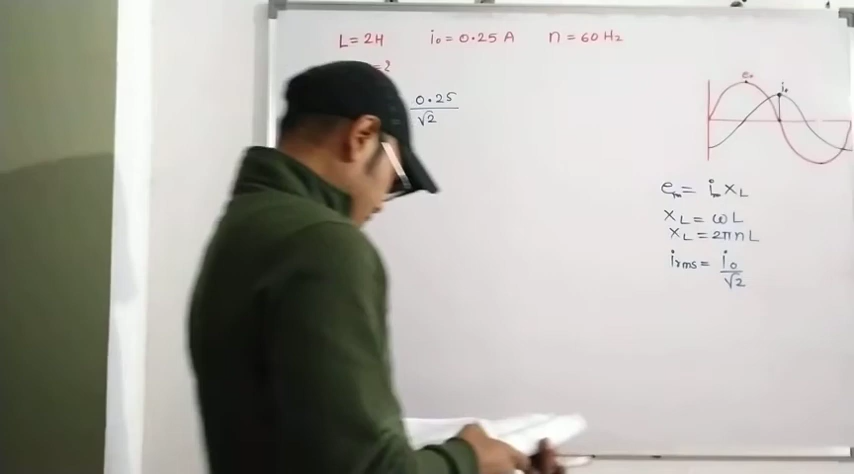 L = 2H i₀ = 0.25 A n = 60 Hz
= ?
0.25
√2
e₀ i₀
eₘ = iₘ X_L
X_L = ωL
X_L = 2πnL
i_rms = i₀
√2